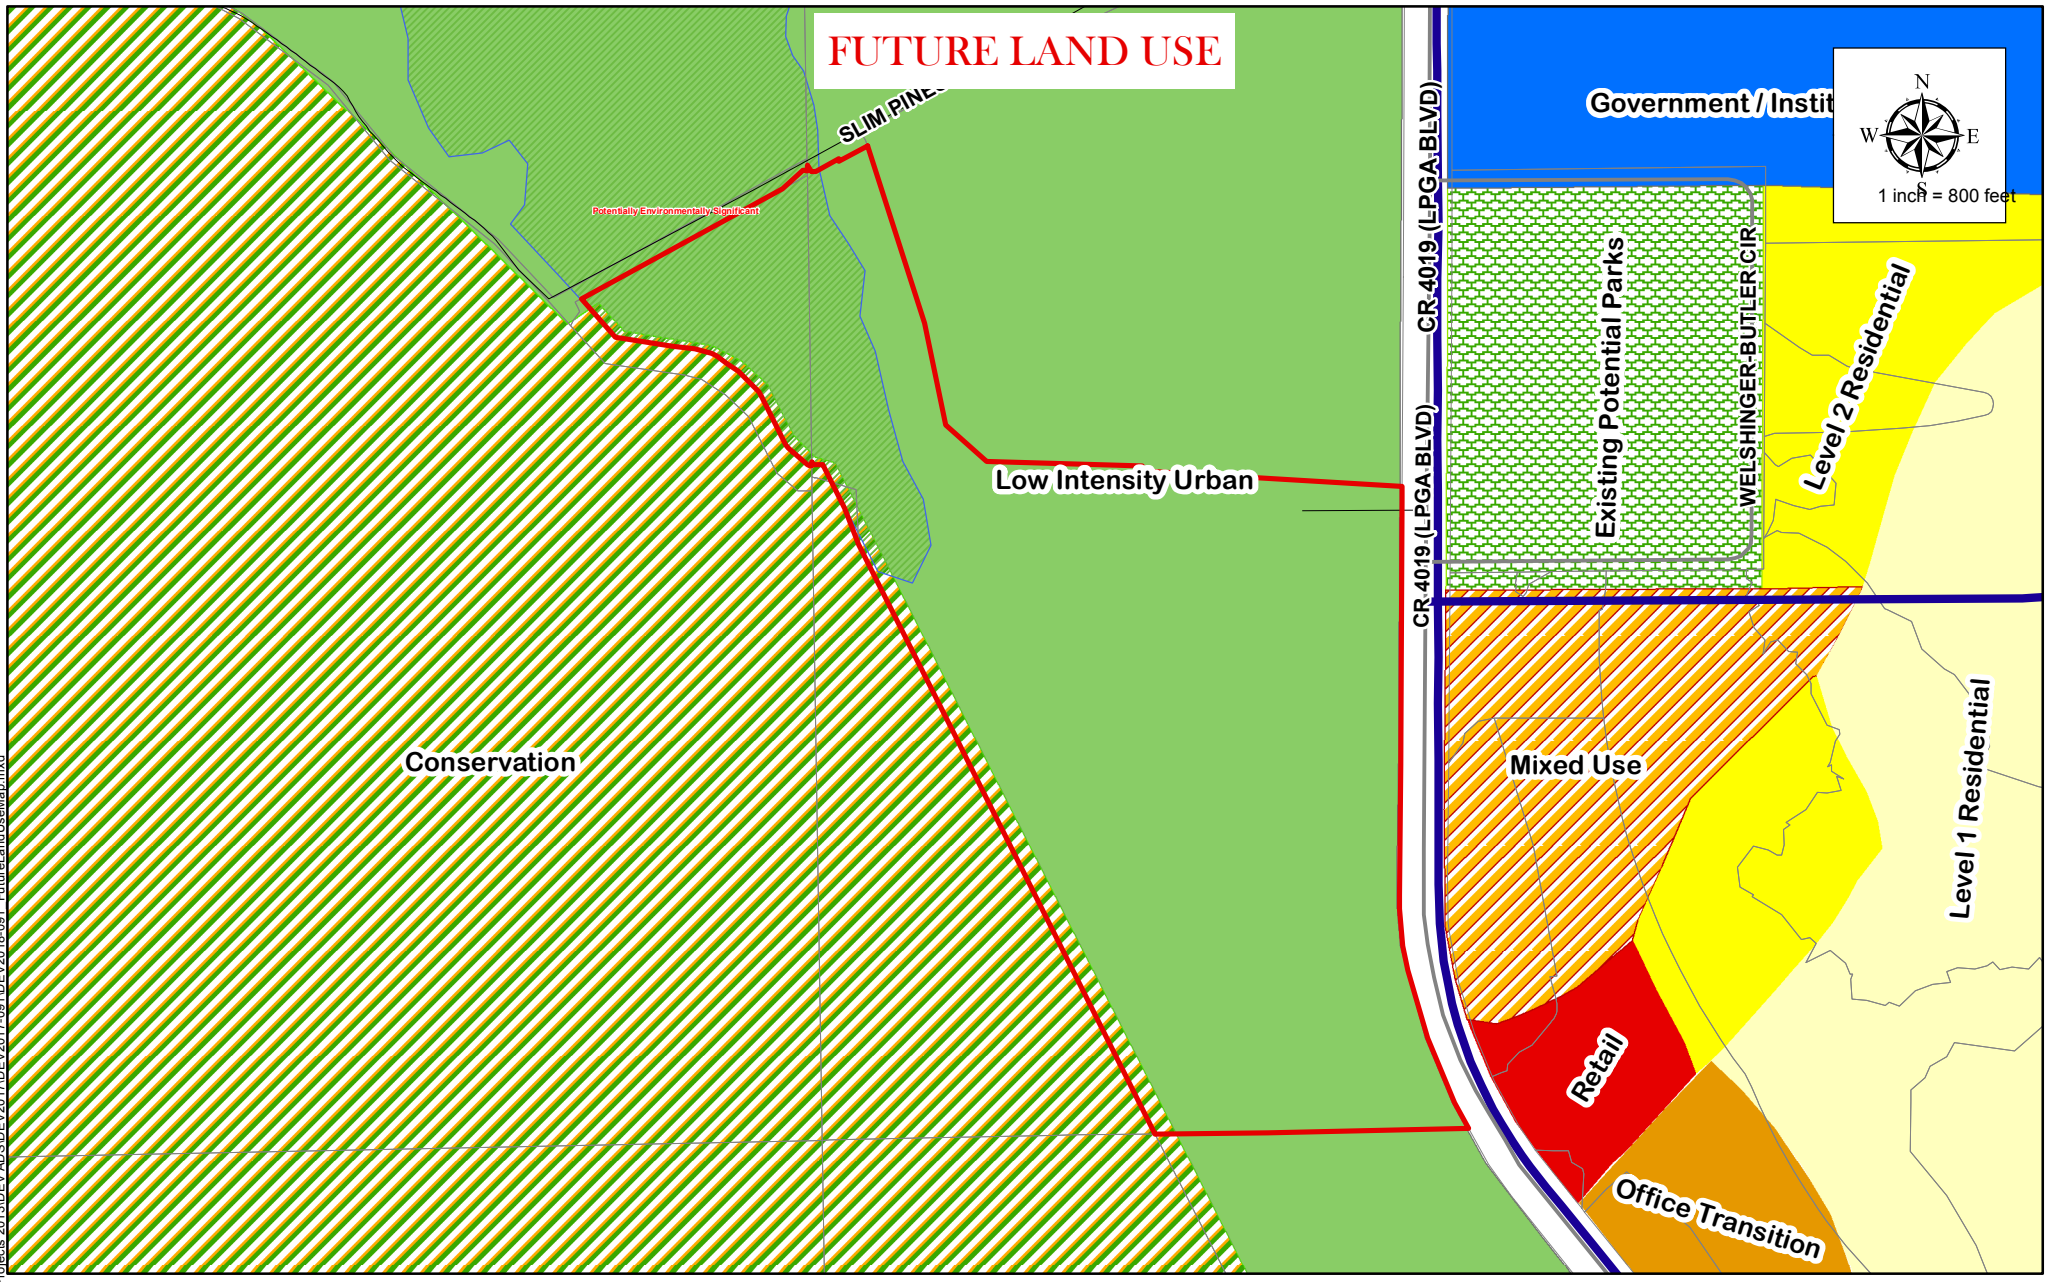 FUTURE LAND USE
SLIM PINES
Government / Instit
N
W E
S
1 inch = 800 feet
Potentially Environmentally Significant
CR 4019 (LPGA BLVD)
Existing Potential Parks
WELSHINGER-BUTLER CIR
Level 2 Residential
Low Intensity Urban
CR 4019 (LPGA BLVD)
Conservation
Mixed Use
Level 1 Residential
Retail
Office Transition